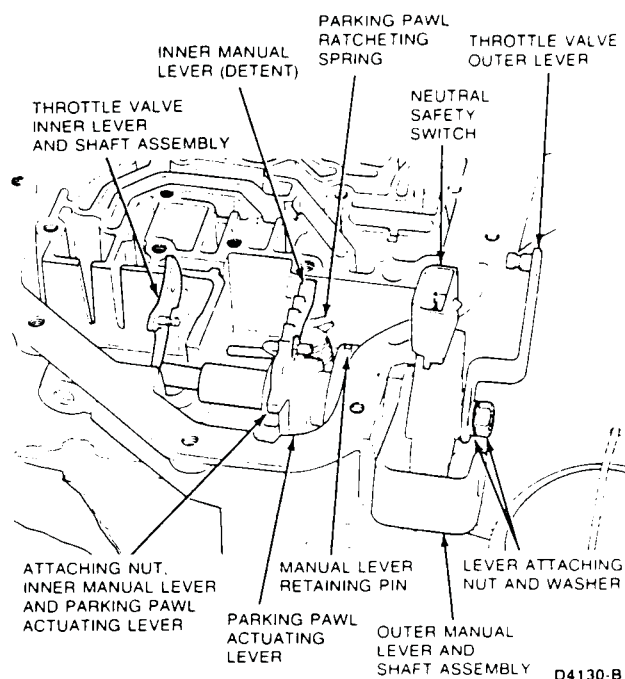 PARKING PAWL
RATCHETING
SPRING
THROTTLE VALVE
OUTER LEVER
INNER MANUAL
LEVER (DETENT)
NEUTRAL
SAFETY
SWITCH
THROTTLE VALVE
INNER LEVER
AND SHAFT ASSEMBLY
ATTACHING NUT,
INNER MANUAL LEVER
AND PARKING PAWL
ACTUATING LEVER
PARKING PAWL
ACTUATING
LEVER
MANUAL LEVER
RETAINING PIN
OUTER MANUAL
LEVER AND
SHAFT ASSEMBLY
LEVER ATTACHING
NUT AND WASHER
D4130-B